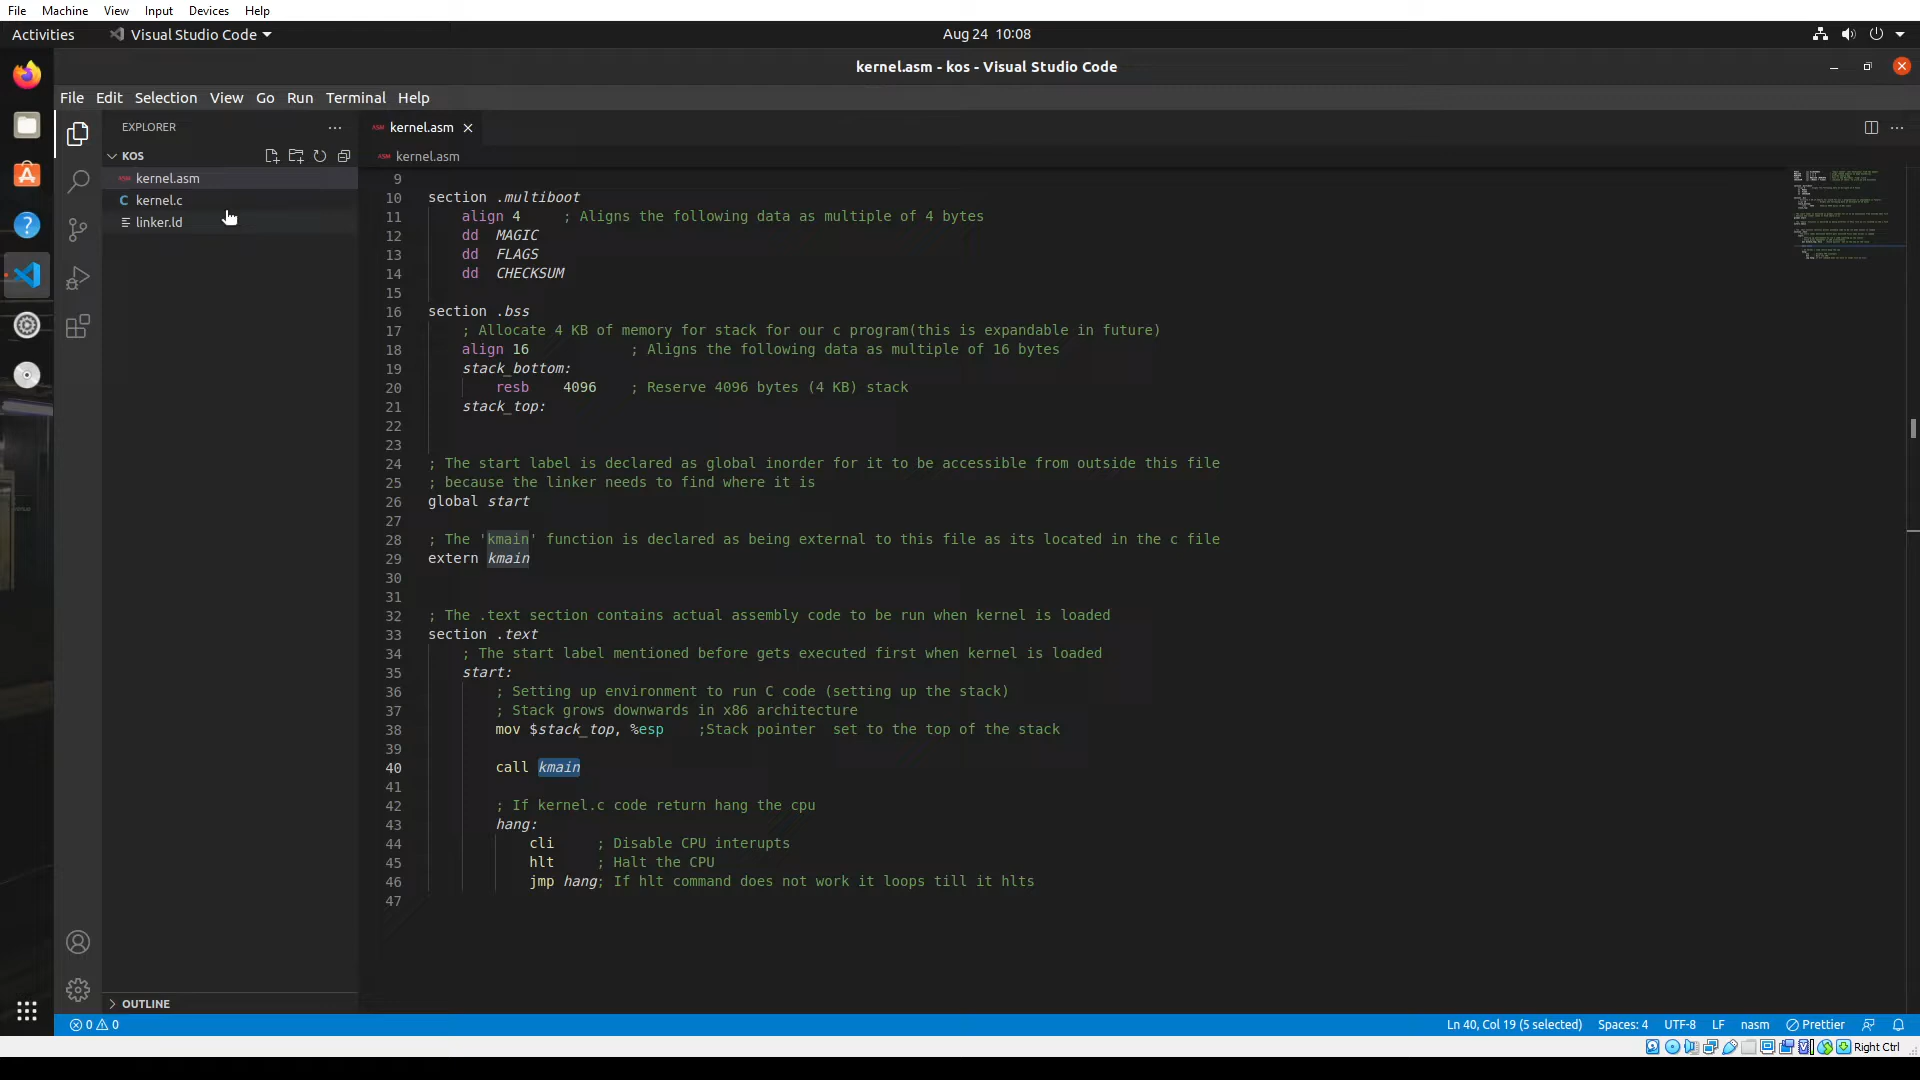 File Machine View Input Devices Help
Activities Visual Studio Code Aug 24 10:08
kernel.asm - kos - Visual Studio Code
File Edit Selection View Go Run Terminal Help
EXPLORER ··· ASM kernel.asm ···
KOS ASM kernel.asm
ASM kernel.asm
C kernel.c
linker.ld
9
10 section .multiboot
11 align 4 ; Aligns the following data as multiple of 4 bytes
12 dd MAGIC
13 dd FLAGS
14 dd CHECKSUM
15
16 section .bss
17 ; Allocate 4 KB of memory for stack for our c program(this is expandable in future)
18 align 16 ; Aligns the following data as multiple of 16 bytes
19 stack_bottom:
20 resb 4096 ; Reserve 4096 bytes (4 KB) stack
21 stack_top:
22
23
24 ; The start label is declared as global inorder for it to be accessible from outside this file
25 ; because the linker needs to find where it is
26 global start
27
28 ; The 'kmain' function is declared as being external to this file as its located in the c file
29 extern kmain
30
31
32 ; The .text section contains actual assembly code to be run when kernel is loaded
33 section .text
34 ; The start label mentioned before gets executed first when kernel is loaded
35 start:
36 ; Setting up environment to run C code (setting up the stack)
37 ; Stack grows downwards in x86 architecture
38 mov $stack_top, %esp ;Stack pointer set to the top of the stack
39
40 call kmain
41
42 ; If kernel.c code return hang the cpu
43 hang:
44 cli ; Disable CPU interupts
45 hlt ; Halt the CPU
46 jmp hang; If hlt command does not work it loops till it hlts
47
OUTLINE
0 0 Ln 40, Col 19 (5 selected) Spaces: 4 UTF-8 LF nasm Prettier
Right Ctrl